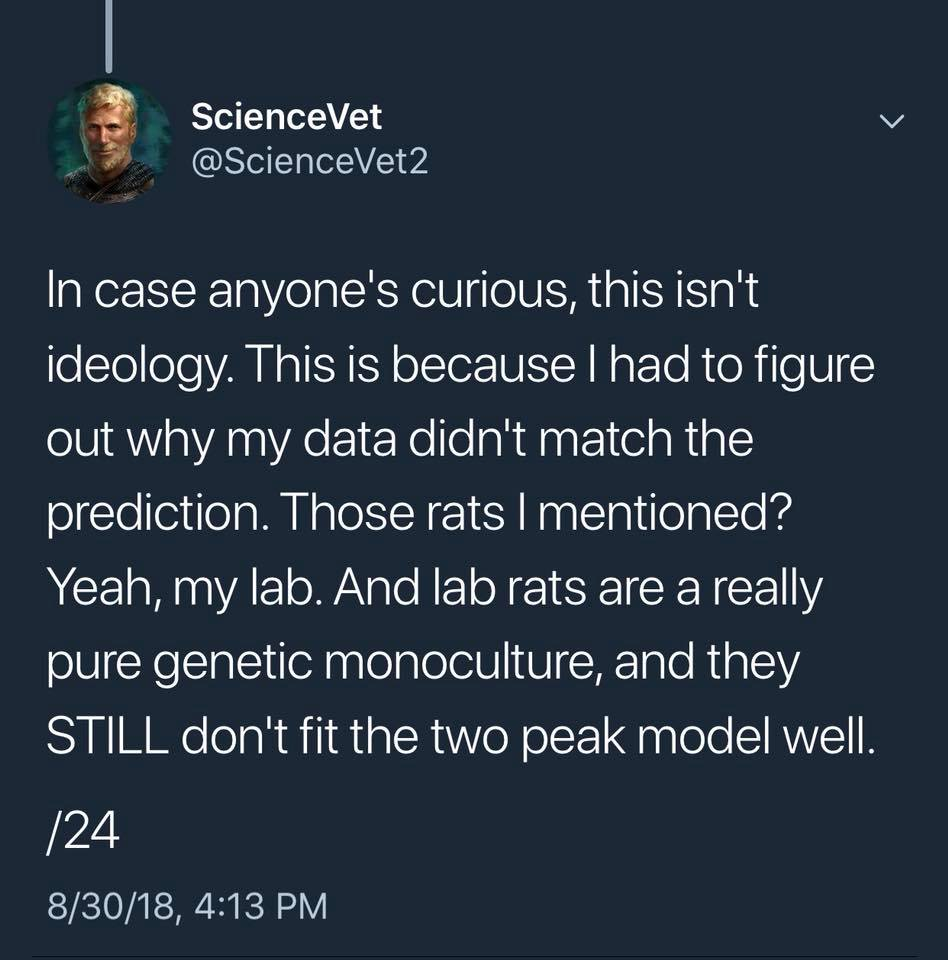 ScienceVet
@ScienceVet2
In case anyone's curious, this isn't
ideology. This is because I had to figure
out why my data didn't match the
prediction. Those rats I mentioned?
Yeah, my lab. And lab rats are a really
pure genetic monoculture, and they
STILL don't fit the two peak model well.
/24
8/30/18, 4:13 PM